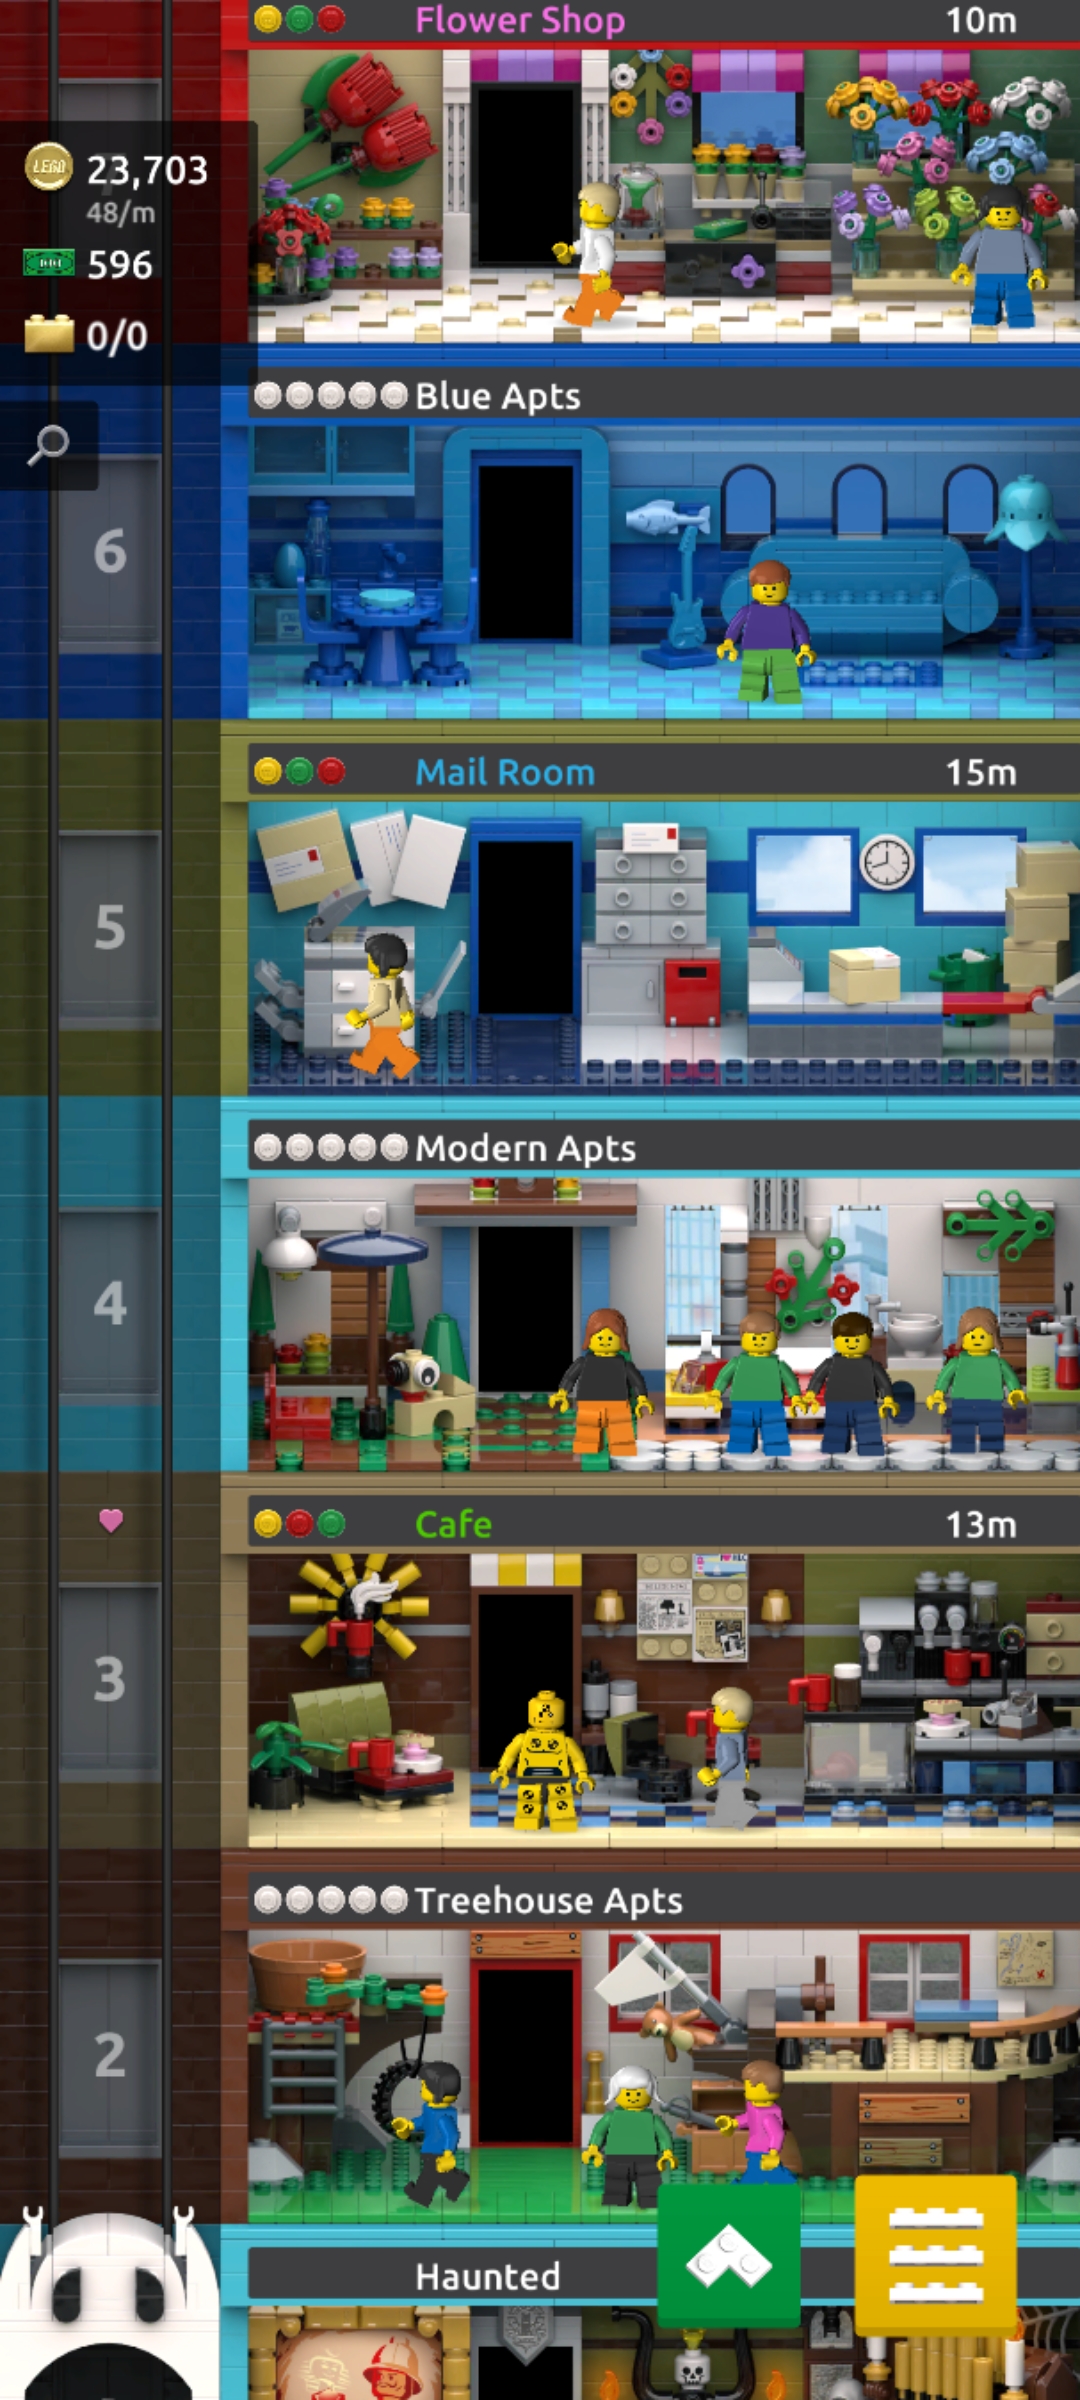 Flower Shop 10m
LEGO 23,703
48/m
596
0/0
Blue Apts
6
Mail Room 15m
5
Modern Apts
4
Cafe 13m
3
Treehouse Apts
2
Haunted